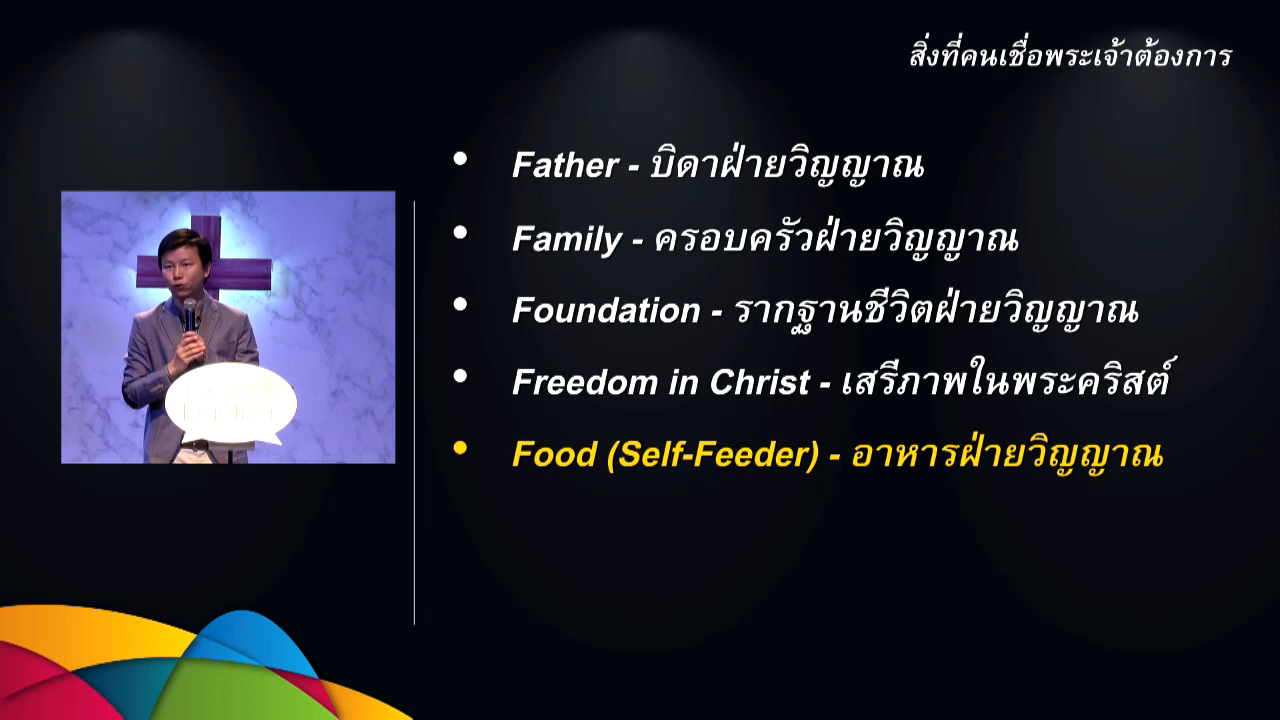 สิ่งที่คนเชื่อพระเจ้าต้องการ
• Father - บิดาฝ่ายวิญญาณ
• Family - ครอบครัวฝ่ายวิญญาณ
• Foundation - รากฐานชีวิตฝ่ายวิญญาณ
• Freedom in Christ - เสรีภาพในพระคริสต์
• Food (Self-Feeder) - อาหารฝ่ายวิญญาณ